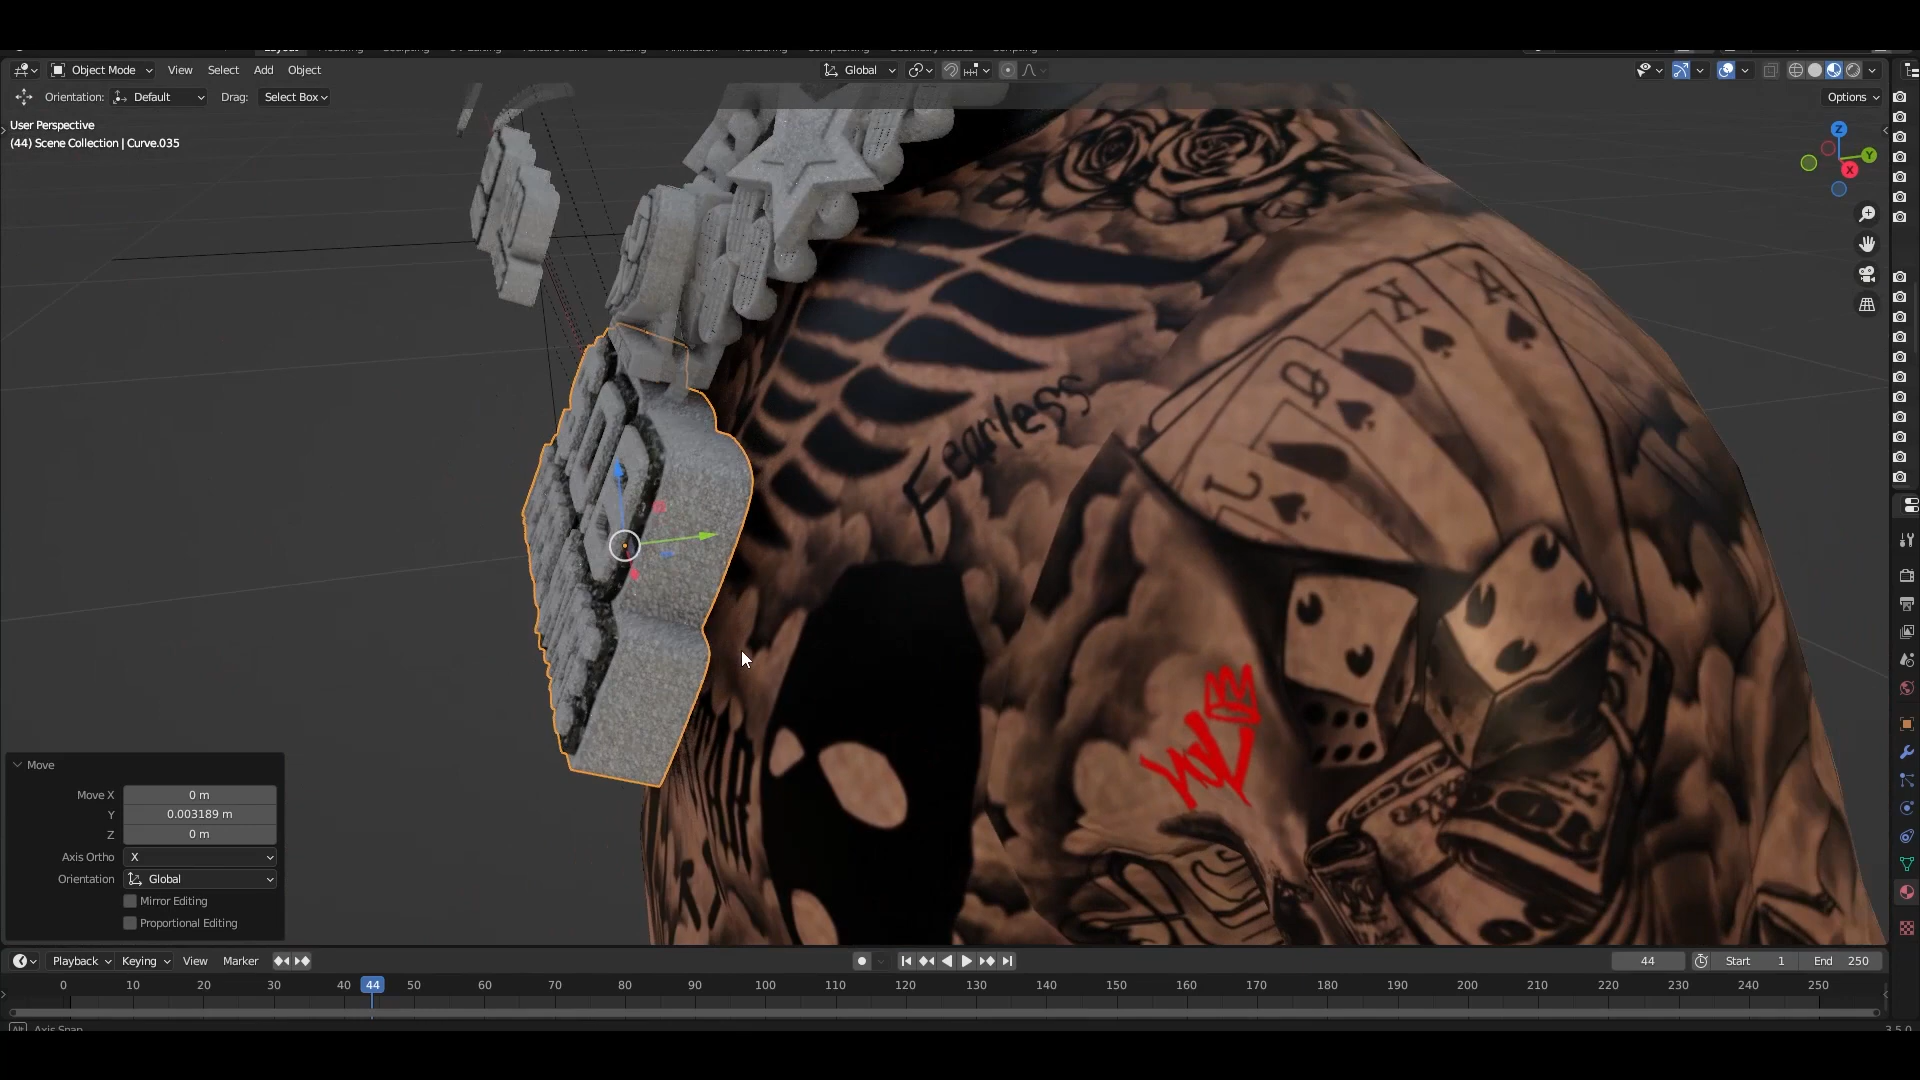 Object Mode View Select Add Object Global
Orientation: Default Drag: Select Box Options
User Perspective
(44) Scene Collection | Curve.035
Z
Y
X
K
A
Q
J
Fearless
Move
Move X 0 m
Y 0.003189 m
Z 0 m
Axis Ortho X
Orientation Global
Mirror Editing
Proportional Editing
Playback Keying View Marker 44 Start 1 End 250
0 10 20 30 40 44 50 60 70 80 90 100 110 120 130 140 150 160 170 180 190 200 210 220 230 240 250